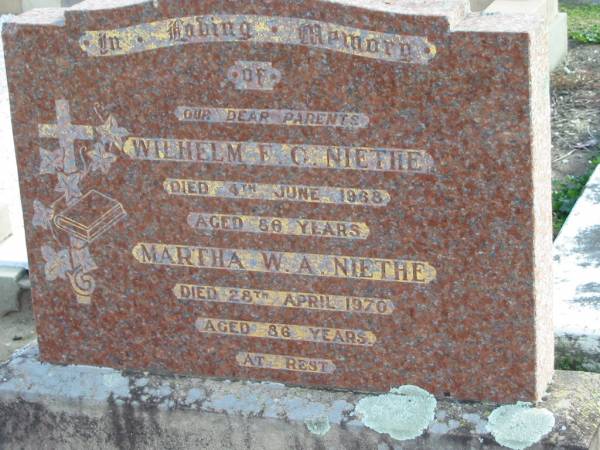 In · Loving · Memory
OF
OUR DEAR PARENTS
WILHELM F. C. NIETHE
DIED 4TH JUNE 1968
AGED 86 YEARS
MARTHA W. A. NIETHE
DIED 28TH APRIL 1970
AGED 86 YEARS.
AT REST